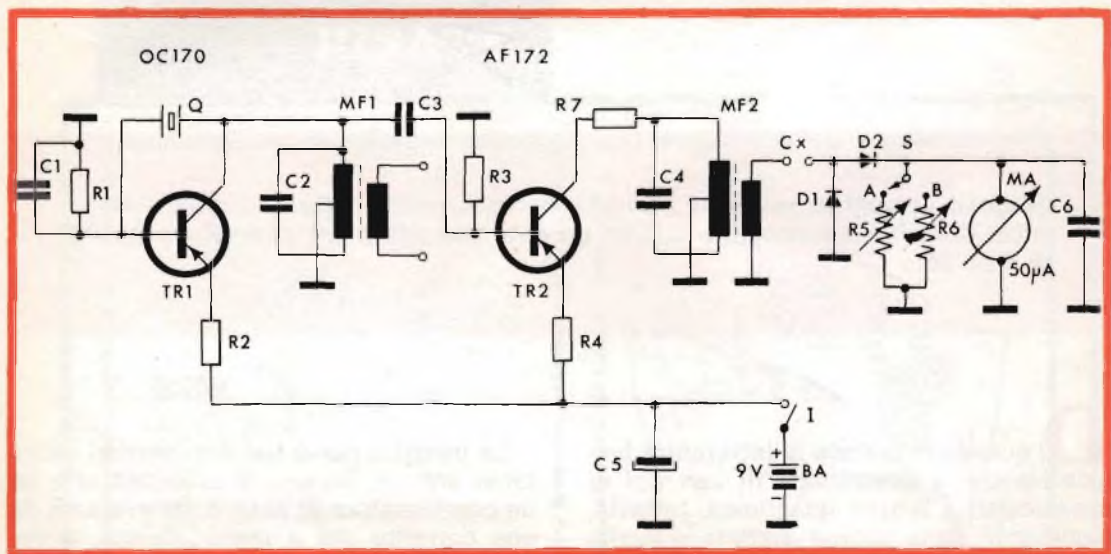 OC170
AF172
Q
MF1
C3
R7
MF2
C1
R1
C2
R3
C4
Cx
D2
S
D1
A
B
MA
R5
R6
C6
50µA
TR1
TR2
R2
R4
I
C5
9V
+
BA
-